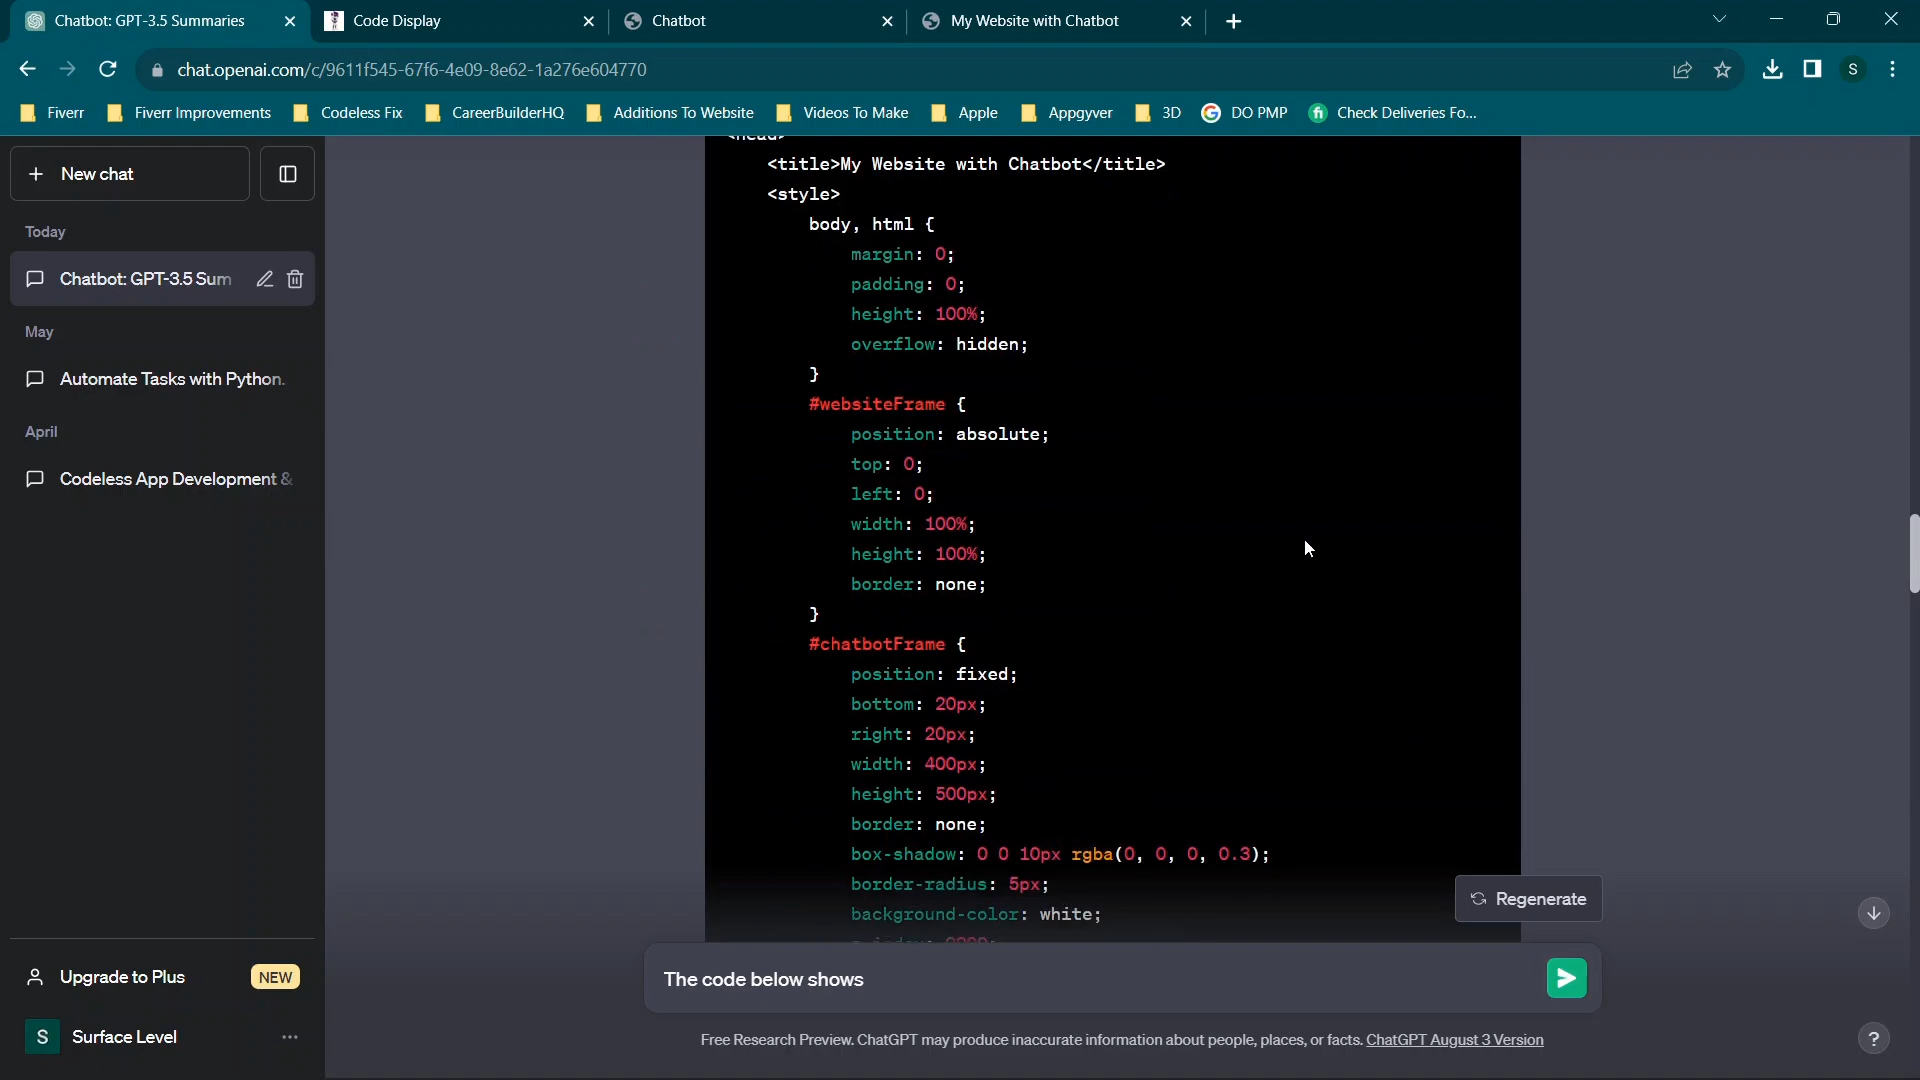 Chatbot: GPT-3.5 Summaries
Code Display
Chatbot
My Website with Chatbot
chat.openai.com/c/9611f545-67f6-4e09-8e62-1a276e604770
S
Fiverr
Fiverr Improvements
Codeless Fix
CareerBuilderHQ
Additions To Website
Videos To Make
Apple
Appgyver
3D
DO PMP
Check Deliveries Fo...
New chat
Today
Chatbot: GPT-3.5 Sum
May
Automate Tasks with Python.
April
Codeless App Development &
Upgrade to Plus
NEW
S
Surface Level
<head>
<title>My Website with Chatbot</title>
<style>
body, html {
margin: 0;
padding: 0;
height: 100%;
overflow: hidden;
}
#websiteFrame {
position: absolute;
top: 0;
left: 0;
width: 100%;
height: 100%;
border: none;
}
#chatbotFrame {
position: fixed;
bottom: 20px;
right: 20px;
width: 400px;
height: 500px;
border: none;
box-shadow: 0 0 10px rgba(0, 0, 0, 0.3);
border-radius: 5px;
background-color: white;
Regenerate
The code below shows
Free Research Preview. ChatGPT may produce inaccurate information about people, places, or facts. ChatGPT August 3 Version
?